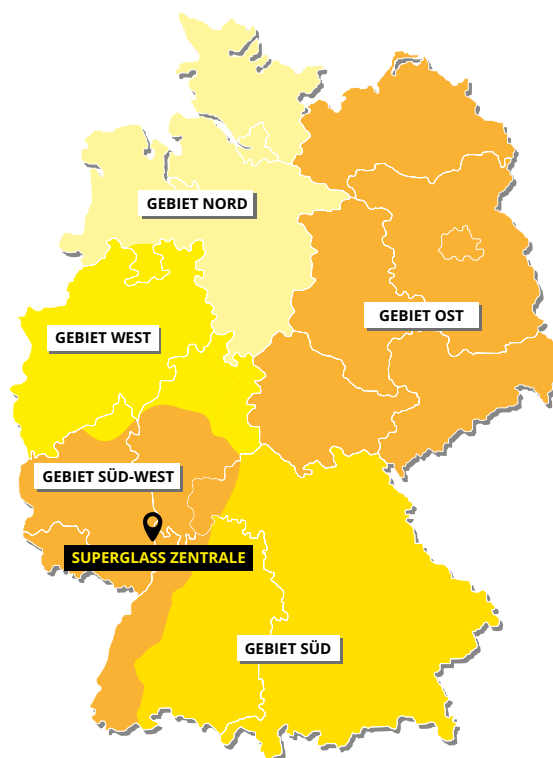 GEBIET NORD
GEBIET OST
GEBIET WEST
GEBIET SÜD-WEST
SUPERGLASS ZENTRALE
GEBIET SÜD